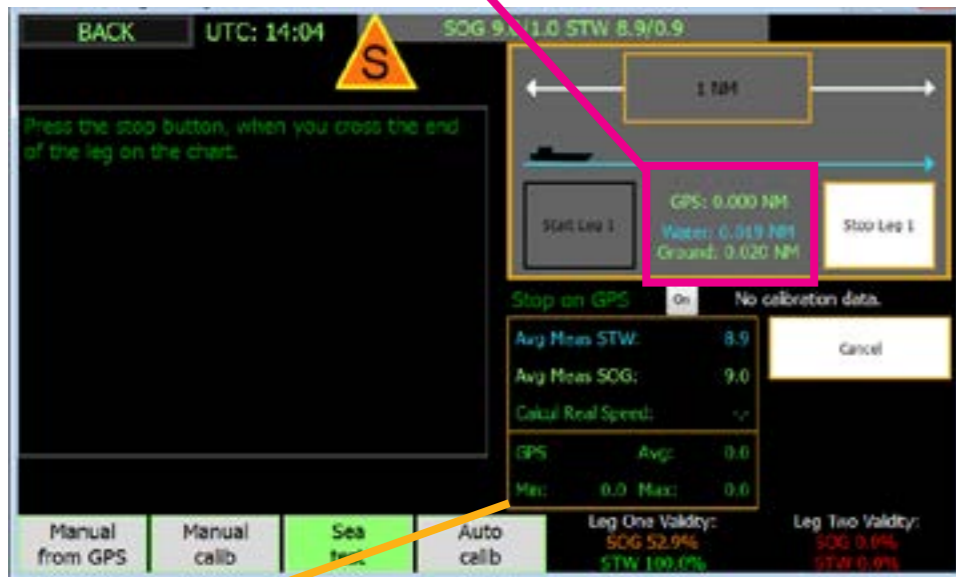 BACK
UTC: 14:04
S
SOG 9.0/1.0 STW 8.9/0.9
1 NM
Press the stop button, when you cross the end
of the leg on the chart.
Start Leg 1
GPS: 0.000 NM
Water: 0.019 NM
Ground: 0.020 NM
Stop Leg 1
Stop on GPS
On
No calibration data.
Avg Meas STW: 8.9
Avg Meas SOG: 9.0
Calcul Real Speed: -.-
Cancel
GPS Avg: 0.0
Min: 0.0 Max: 0.0
Manual
from GPS
Manual
calib
Sea
test
Auto
calib
Leg One Validity:
SOG 52.9%
STW 100.0%
Leg Two Validity:
SOG 0.0%
STW 0.0%